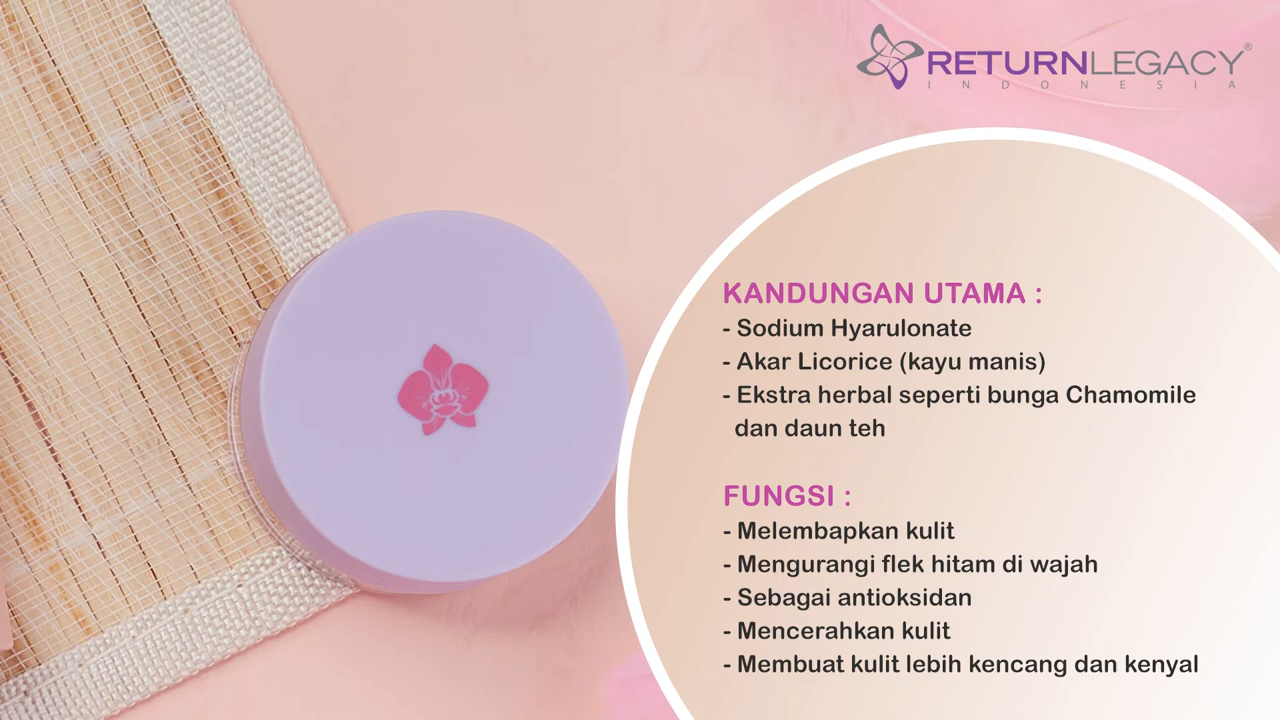 RETURNLEGACY®
INDONESIA
KANDUNGAN UTAMA :
- Sodium Hyarulonate
- Akar Licorice (kayu manis)
- Ekstra herbal seperti bunga Chamomile
dan daun teh
FUNGSI :
- Melembapkan kulit
- Mengurangi flek hitam di wajah
- Sebagai antioksidan
- Mencerahkan kulit
- Membuat kulit lebih kencang dan kenyal